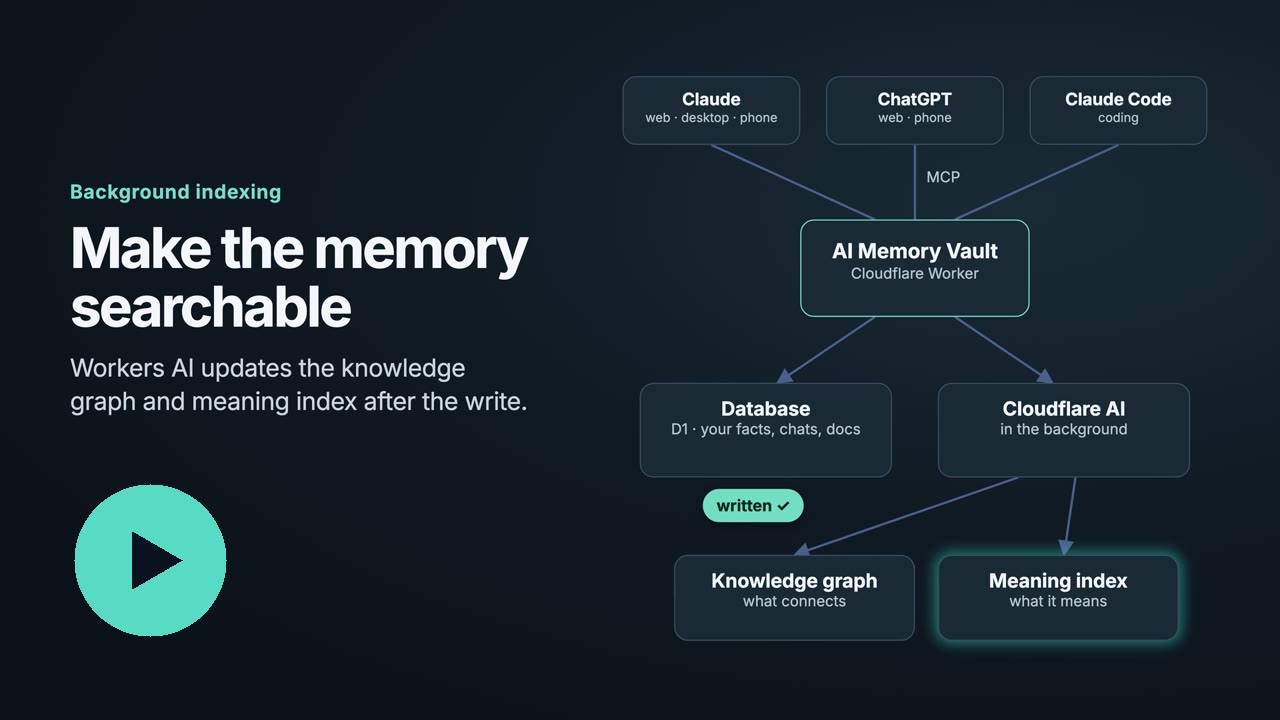 Background indexing
Make the memory
searchable
Workers AI updates the knowledge
graph and meaning index after the write.
Claude
web · desktop · phone
ChatGPT
web · phone
Claude Code
coding
MCP
AI Memory Vault
Cloudflare Worker
Database
D1 · your facts, chats, docs
Cloudflare AI
in the background
written ✓
Knowledge graph
what connects
Meaning index
what it means